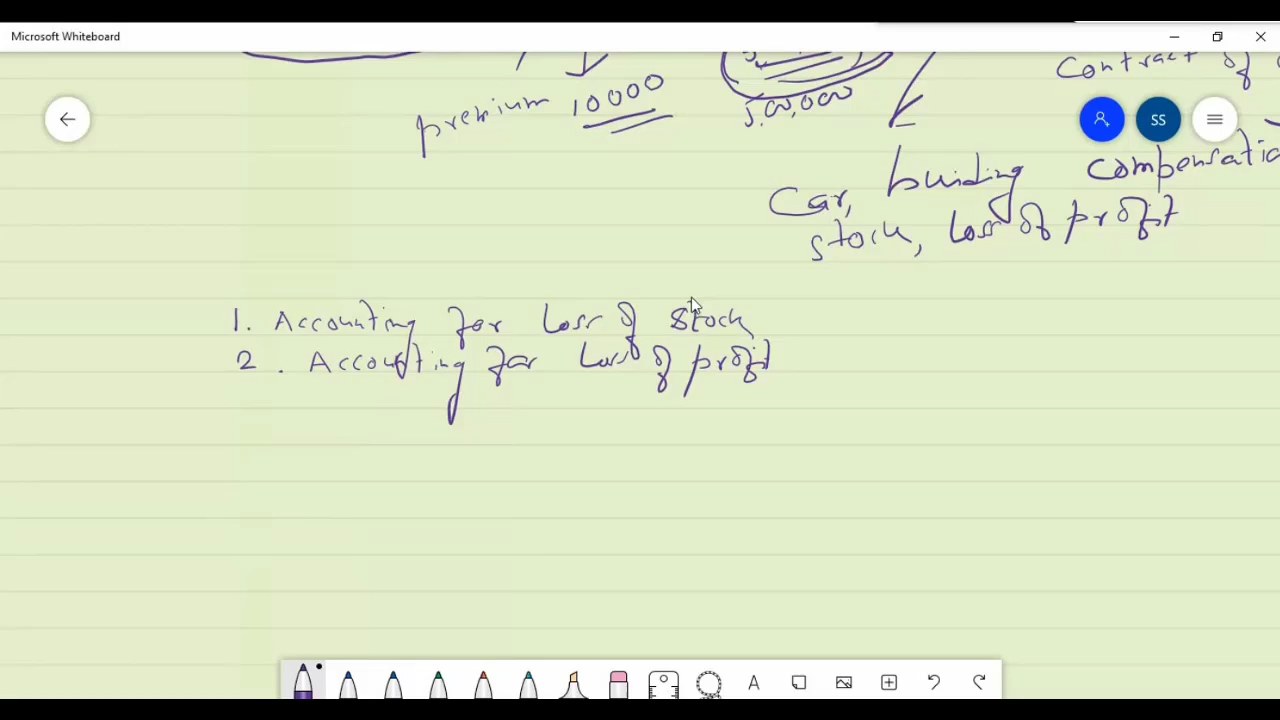 Microsoft Whiteboard
Contract of
premium 10000
5,00,000
SS
Car, building compensatio
stock, Loss of profit
1. Accounting for Loss of Stock
2. Accounting for Loss of profit
A